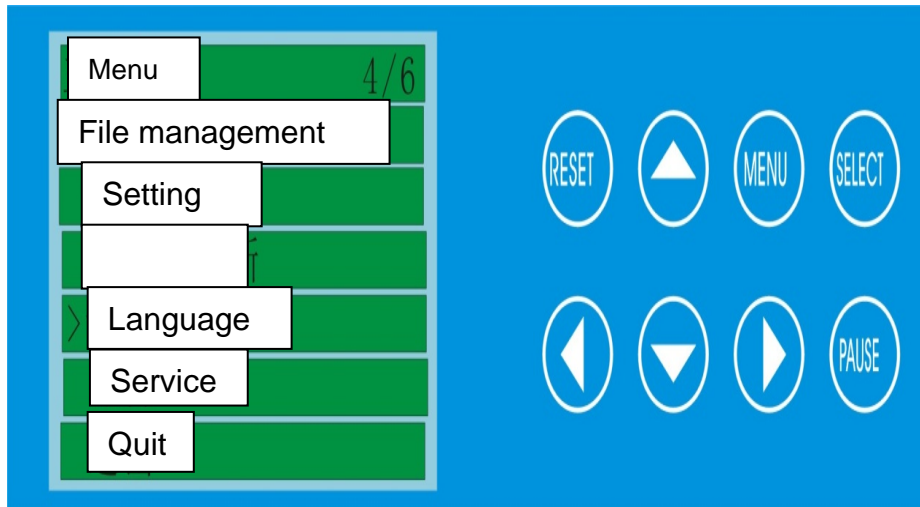 Menu 4/6
File management
Setting
> Language
Service
Quit
RESET MENU SELECT
PAUSE